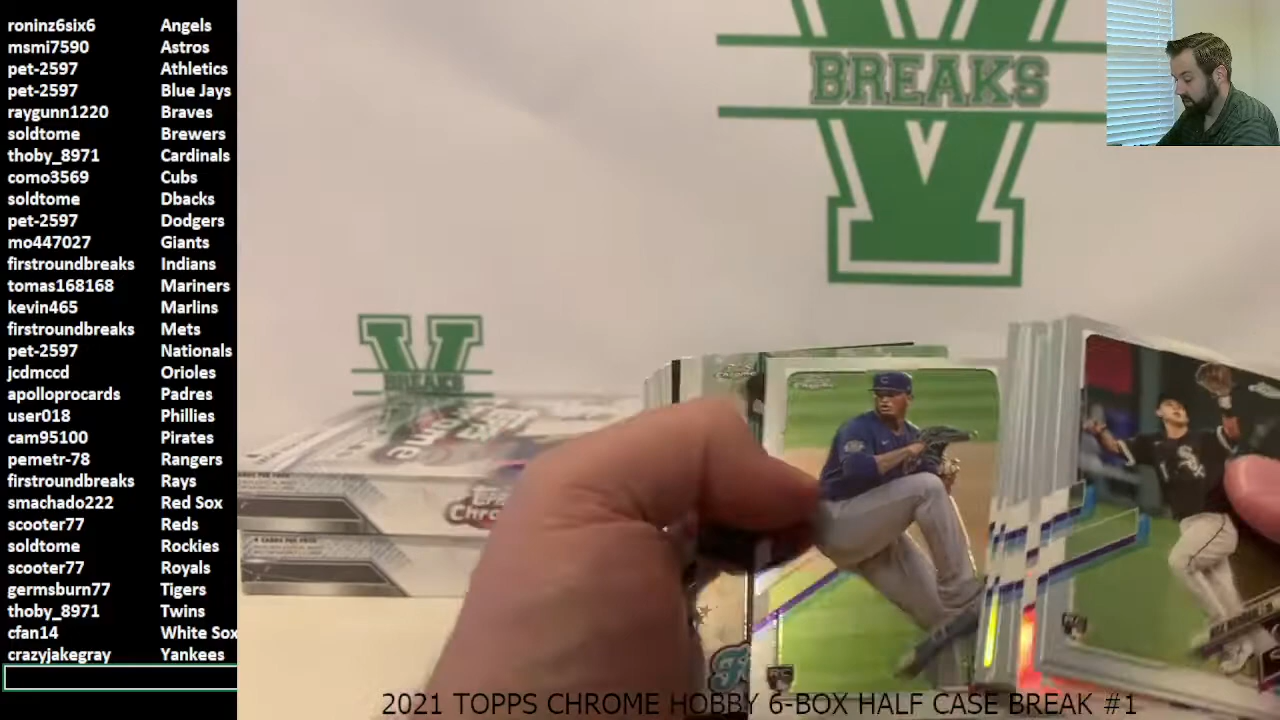 roninz6six6 Angels
msmi7590 Astros
pet-2597 Athletics
pet-2597 Blue Jays
raygunn1220 Braves
soldtome Brewers
thoby_8971 Cardinals
como3569 Cubs
soldtome Dbacks
pet-2597 Dodgers
mo447027 Giants
firstroundbreaks Indians
tomas168168 Mariners
kevin465 Marlins
firstroundbreaks Mets
pet-2597 Nationals
jcdmccd Orioles
apolloprocards Padres
user018 Phillies
cam95100 Pirates
pemetr-78 Rangers
firstroundbreaks Rays
smachado222 Red Sox
scooter77 Reds
soldtome Rockies
scooter77 Royals
germsburn77 Tigers
thoby_8971 Twins
cfan14 White Sox
crazyjakegray Yankees
V
BREAKS
V
BREAKS
RC
2021 TOPPS CHROME HOBBY 6-BOX HALF CASE BREAK #1